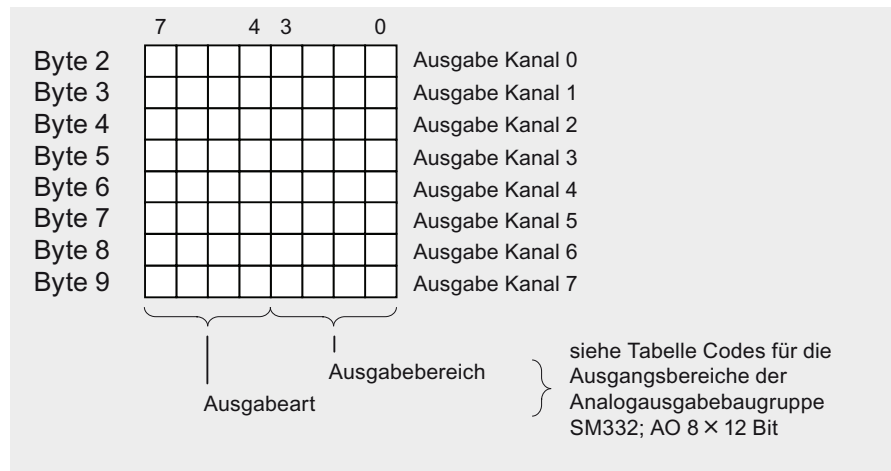 7 4 3 0
Byte 2 Ausgabe Kanal 0
Byte 3 Ausgabe Kanal 1
Byte 4 Ausgabe Kanal 2
Byte 5 Ausgabe Kanal 3
Byte 6 Ausgabe Kanal 4
Byte 7 Ausgabe Kanal 5
Byte 8 Ausgabe Kanal 6
Byte 9 Ausgabe Kanal 7
Ausgabebereich
Ausgabeart
siehe Tabelle Codes für die
Ausgangsbereiche der
Analogausgabebaugruppe
SM332; AO 8 × 12 Bit